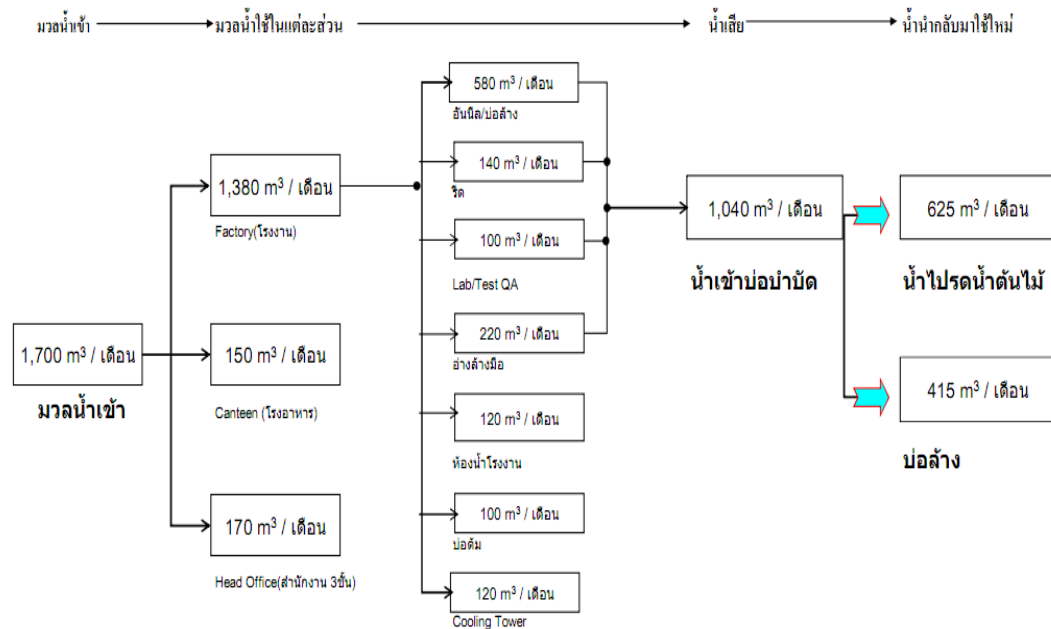 มวลน้ำเข้า
มวลน้ำใช้ในแต่ละส่วน
น้ำเสีย
น้ำนำกลับมาใช้ใหม่
1,700 m³ / เดือน
มวลน้ำเข้า
1,380 m³ / เดือน
Factory(โรงงาน)
150 m³ / เดือน
Canteen (โรงอาหาร)
170 m³ / เดือน
Head Office(สำนักงาน 3ชั้น)
580 m³ / เดือน
อันนิล/บ่อล้าง
140 m³ / เดือน
รีด
100 m³ / เดือน
Lab/Test QA
220 m³ / เดือน
อ่างล้างมือ
120 m³ / เดือน
ห้องน้ำโรงงาน
100 m³ / เดือน
บ่อต้ม
120 m³ / เดือน
Cooling Tower
1,040 m³ / เดือน
น้ำเข้าบ่อบำบัด
625 m³ / เดือน
น้ำไปรดน้ำต้นไม้
415 m³ / เดือน
บ่อล้าง